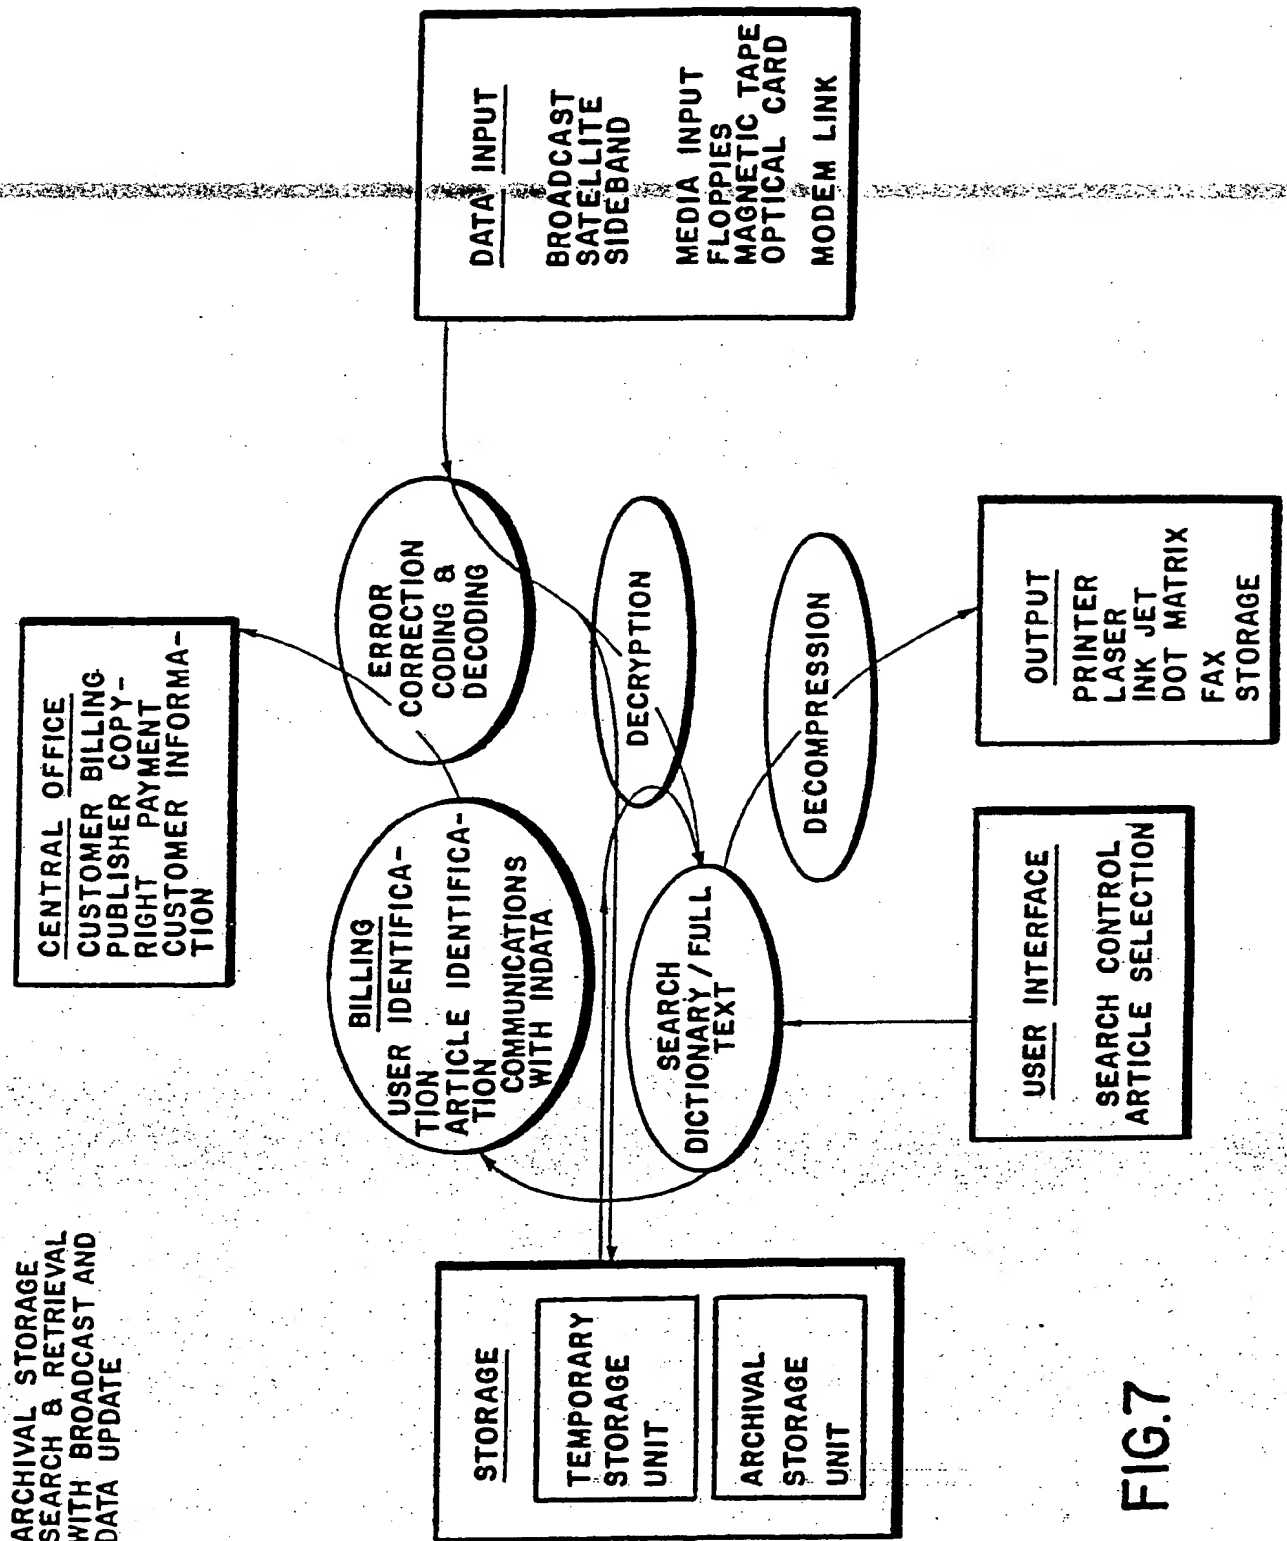 ARCHIVAL STORAGE
SEARCH & RETRIEVAL
WITH BROADCAST AND
DATA UPDATE
CENTRAL OFFICE
CUSTOMER BILLING
PUBLISHER COPY-
RIGHT PAYMENT
CUSTOMER INFORMA-
TION
BILLING
USER IDENTIFICA-
TION
ARTICLE IDENTIFICA-
TION
COMMUNICATIONS
WITH INDATA
ERROR
CORRECTION
CODING &
DECODING
DATA INPUT
BROADCAST
SATELLITE
SIDEBAND
MEDIA INPUT
FLOPPIES
MAGNETIC TAPE
OPTICAL CARD
MODEM LINK
STORAGE
TEMPORARY
STORAGE
UNIT
ARCHIVAL
STORAGE
UNIT
SEARCH
DICTIONARY/FULL
TEXT
DECRYPTION
DECOMPRESSION
USER INTERFACE
SEARCH CONTROL
ARTICLE SELECTION
OUTPUT
PRINTER
LASER
INK JET
DOT MATRIX
FAX
STORAGE
FIG.7